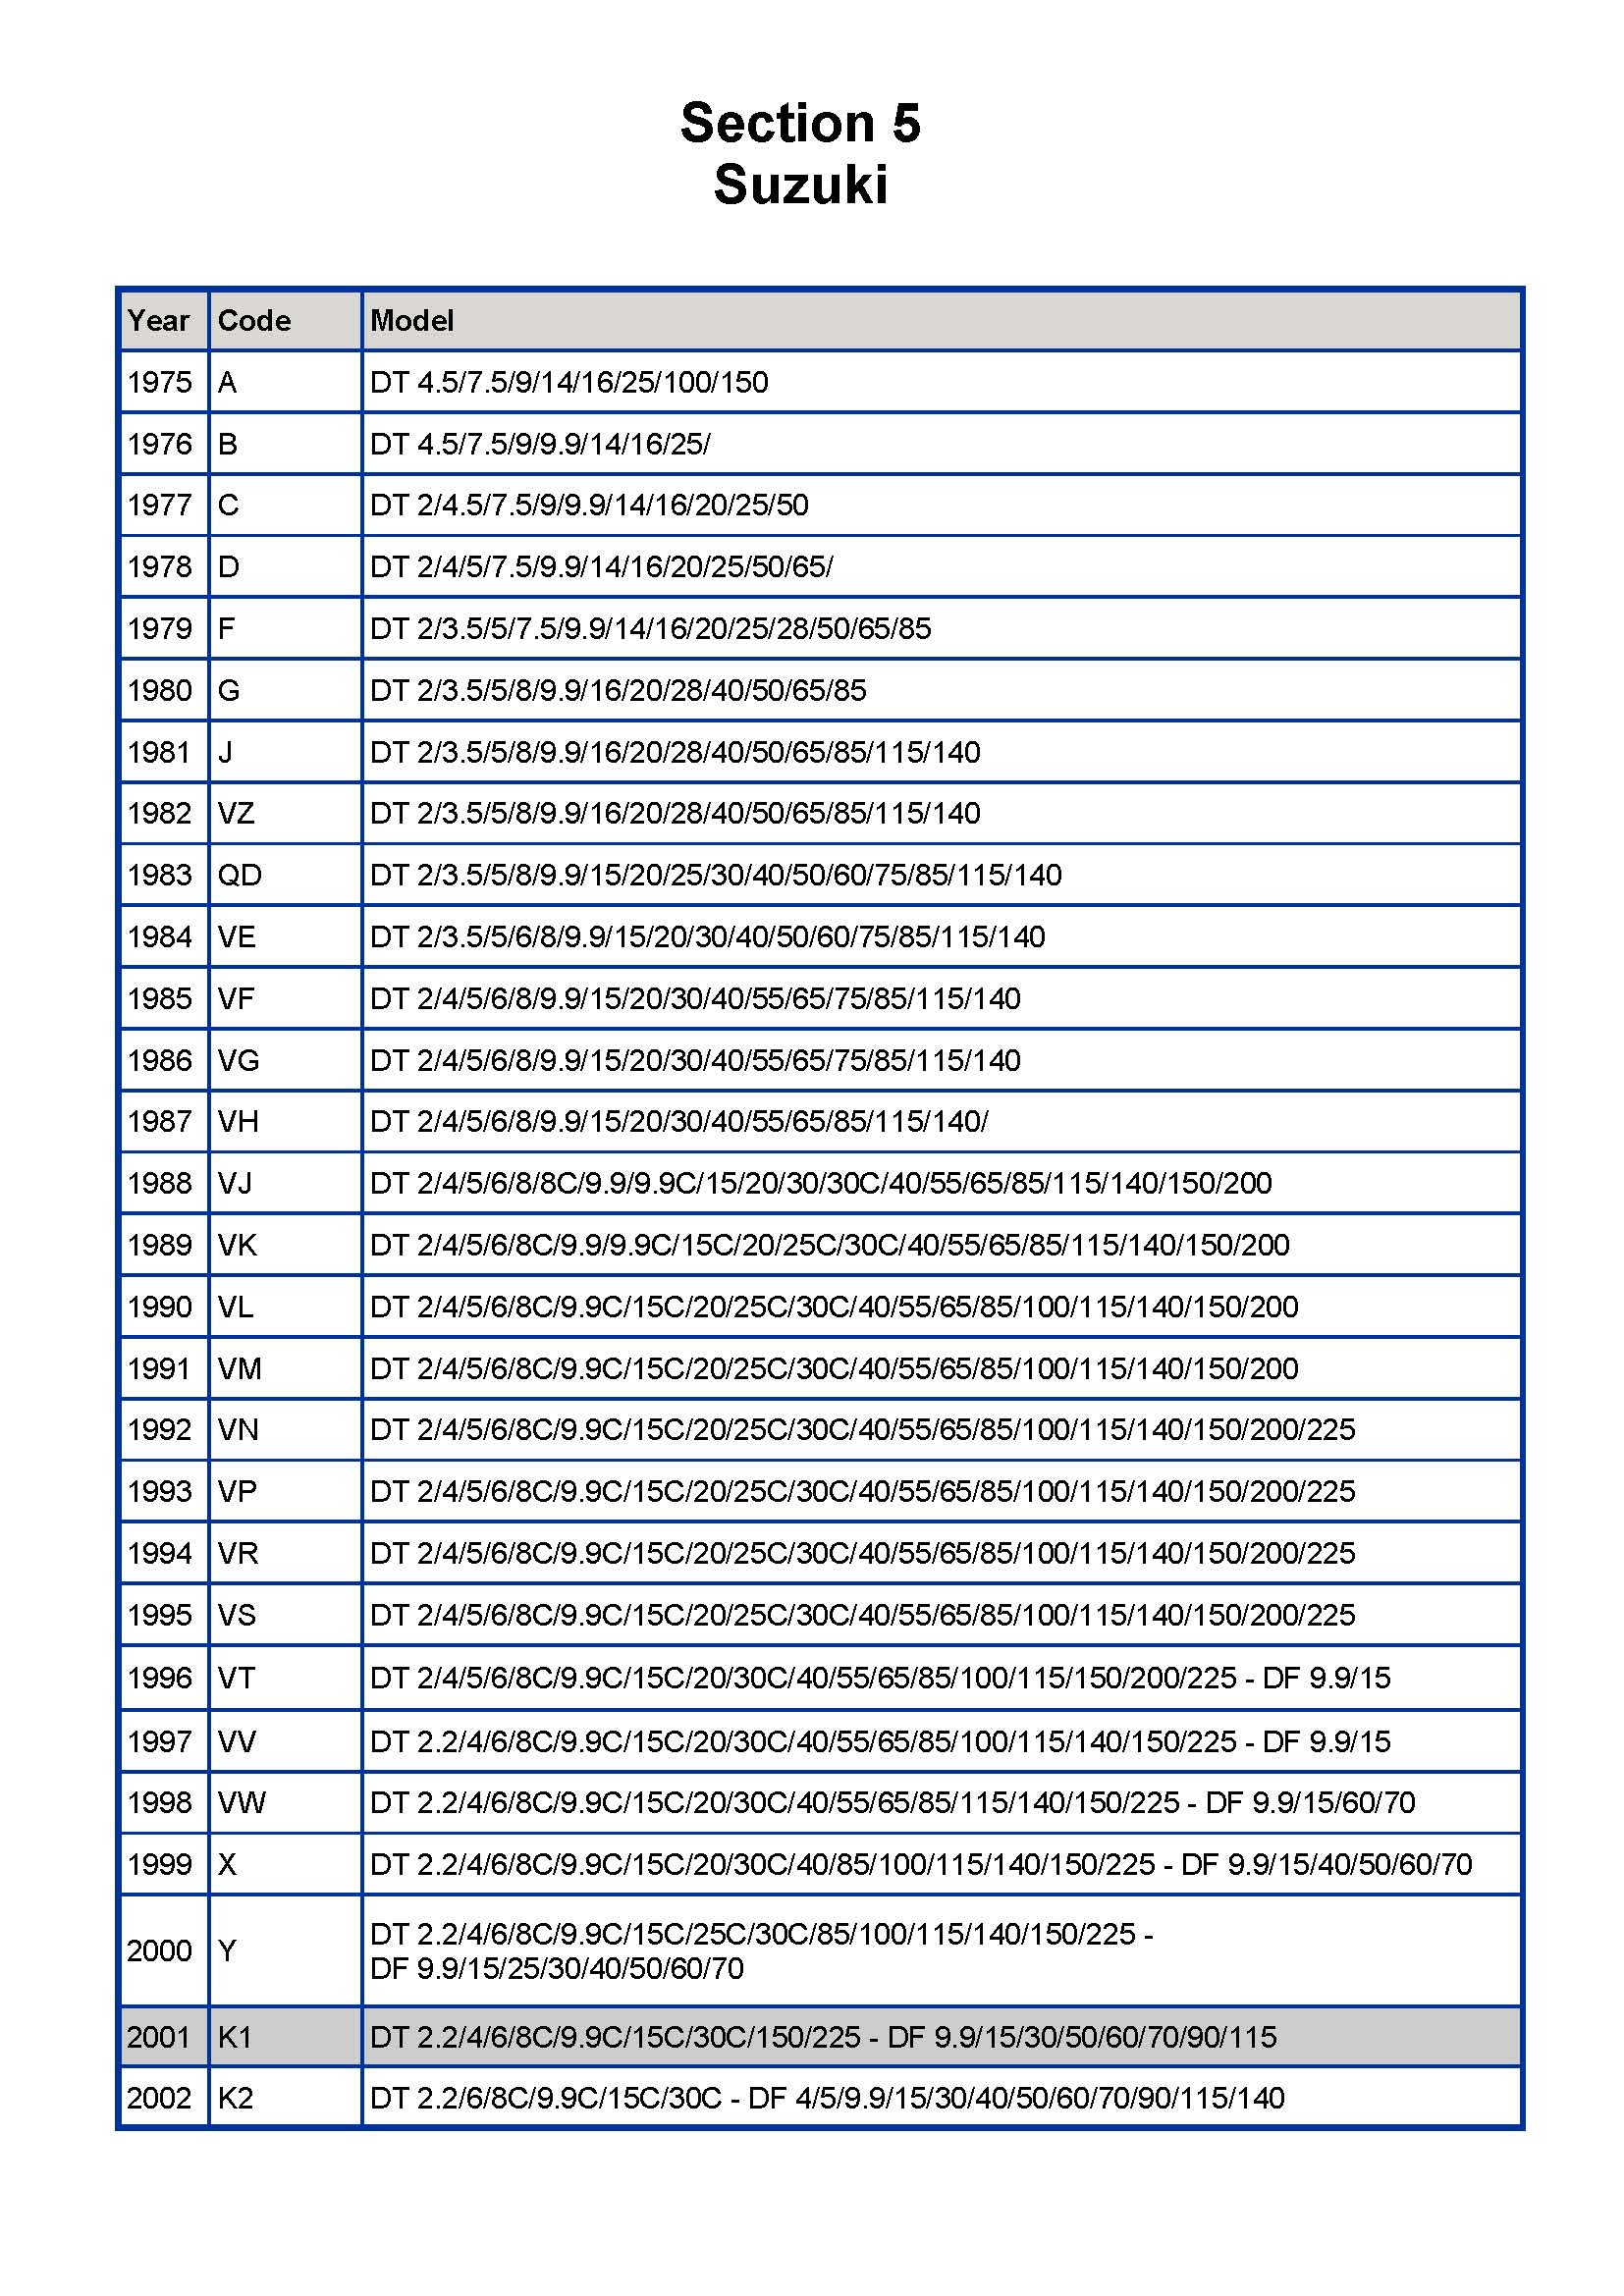 Section 5
Suzuki
Year Code Model
1975 A DT 4.5/7.5/9/14/16/25/100/150
1976 B DT 4.5/7.5/9/9.9/14/16/25/
1977 C DT 2/4.5/7.5/9/9.9/14/16/20/25/50
1978 D DT 2/4/5/7.5/9.9/14/16/20/25/50/65/
1979 F DT 2/3.5/5/7.5/9.9/14/16/20/25/28/50/65/85
1980 G DT 2/3.5/5/8/9.9/16/20/28/40/50/65/85
1981 J DT 2/3.5/5/8/9.9/16/20/28/40/50/65/85/115/140
1982 VZ DT 2/3.5/5/8/9.9/16/20/28/40/50/65/85/115/140
1983 QD DT 2/3.5/5/8/9.9/15/20/25/30/40/50/60/75/85/115/140
1984 VE DT 2/3.5/5/6/8/9.9/15/20/30/40/50/60/75/85/115/140
1985 VF DT 2/4/5/6/8/9.9/15/20/30/40/55/65/75/85/115/140
1986 VG DT 2/4/5/6/8/9.9/15/20/30/40/55/65/75/85/115/140
1987 VH DT 2/4/5/6/8/9.9/15/20/30/40/55/65/85/115/140/
1988 VJ DT 2/4/5/6/8/8C/9.9/9.9C/15/20/30/30C/40/55/65/85/115/140/150/200
1989 VK DT 2/4/5/6/8C/9.9/9.9C/15C/20/25C/30C/40/55/65/85/115/140/150/200
1990 VL DT 2/4/5/6/8C/9.9C/15C/20/25C/30C/40/55/65/85/100/115/140/150/200
1991 VM DT 2/4/5/6/8C/9.9C/15C/20/25C/30C/40/55/65/85/100/115/140/150/200
1992 VN DT 2/4/5/6/8C/9.9C/15C/20/25C/30C/40/55/65/85/100/115/140/150/200/225
1993 VP DT 2/4/5/6/8C/9.9C/15C/20/25C/30C/40/55/65/85/100/115/140/150/200/225
1994 VR DT 2/4/5/6/8C/9.9C/15C/20/25C/30C/40/55/65/85/100/115/140/150/200/225
1995 VS DT 2/4/5/6/8C/9.9C/15C/20/25C/30C/40/55/65/85/100/115/140/150/200/225
1996 VT DT 2/4/5/6/8C/9.9C/15C/20/30C/40/55/65/85/100/115/150/200/225 - DF 9.9/15
1997 VV DT 2.2/4/6/8C/9.9C/15C/20/30C/40/55/65/85/100/115/140/150/225 - DF 9.9/15
1998 VW DT 2.2/4/6/8C/9.9C/15C/20/30C/40/55/65/85/115/140/150/225 - DF 9.9/15/60/70
1999 X DT 2.2/4/6/8C/9.9C/15C/20/30C/40/85/100/115/140/150/225 - DF 9.9/15/40/50/60/70
2000 Y DT 2.2/4/6/8C/9.9C/15C/25C/30C/85/100/115/140/150/225 -
DF 9.9/15/25/30/40/50/60/70
2001 K1 DT 2.2/4/6/8C/9.9C/15C/30C/150/225 - DF 9.9/15/30/50/60/70/90/115
2002 K2 DT 2.2/6/8C/9.9C/15C/30C - DF 4/5/9.9/15/30/40/50/60/70/90/115/140